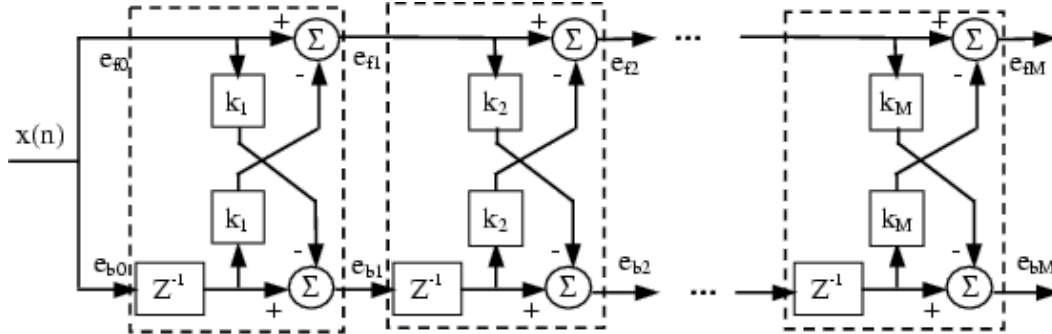 + Σ + Σ ... + Σ
e_f0 - e_f1 - e_f2 - e_fM
k_1 k_2 k_M
x(n)
k_1 k_2 k_M
- - -
e_b0 Z^-1 Σ e_b1 Z^-1 Σ e_b2 ... Z^-1 Σ e_bM
+ + +